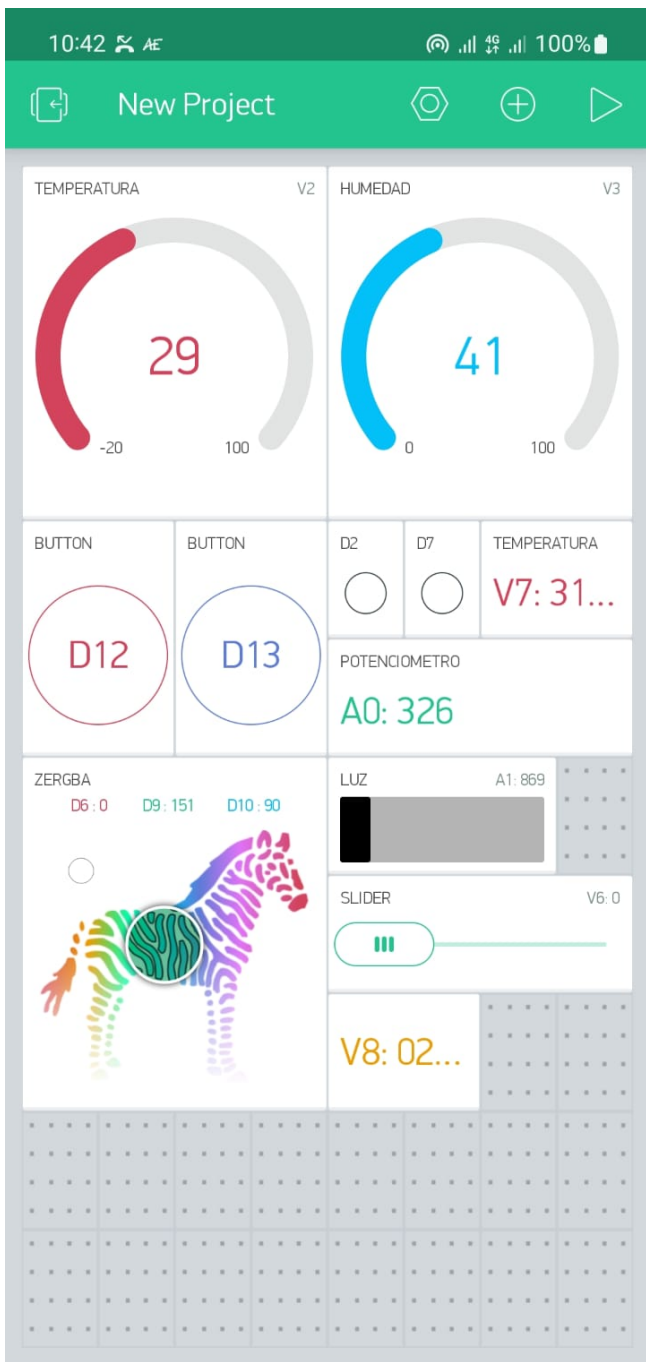 10:42 AE 4G 100%
New Project
TEMPERATURA V2
29
-20 100
HUMEDAD V3
41
0 100
BUTTON
D12
BUTTON
D13
D2
D7
TEMPERATURA
V7: 31...
POTENCIOMETRO
A0: 326
ZERGBA
D6 : 0 D9 : 151 D10 : 90
LUZ A1: 869
SLIDER V6: 0
V8: 02...